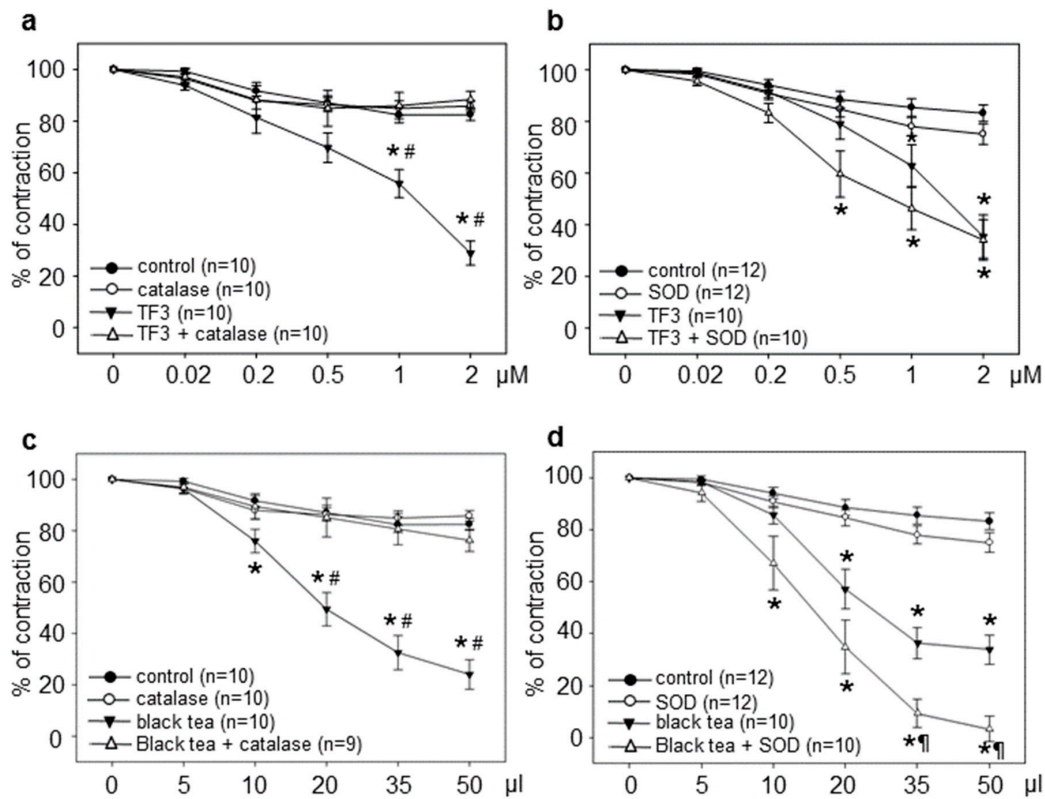 a
% of contraction
100
80
60
40
20
0
* #
* #
control (n=10)
catalase (n=10)
TF3 (n=10)
TF3 + catalase (n=10)
0 0.02 0.2 0.5 1 2 µM
b
% of contraction
100
80
60
40
20
0
*
*
*
*
*
control (n=12)
SOD (n=12)
TF3 (n=10)
TF3 + SOD (n=10)
0 0.02 0.2 0.5 1 2 µM
c
% of contraction
100
80
60
40
20
0
*
* #
* #
* #
control (n=10)
catalase (n=10)
black tea (n=10)
Black tea + catalase (n=9)
0 5 10 20 35 50 µl
d
% of contraction
100
80
60
40
20
0
*
*
*
*
*
*¶
*¶
control (n=12)
SOD (n=12)
black tea (n=10)
Black tea + SOD (n=10)
0 5 10 20 35 50 µl